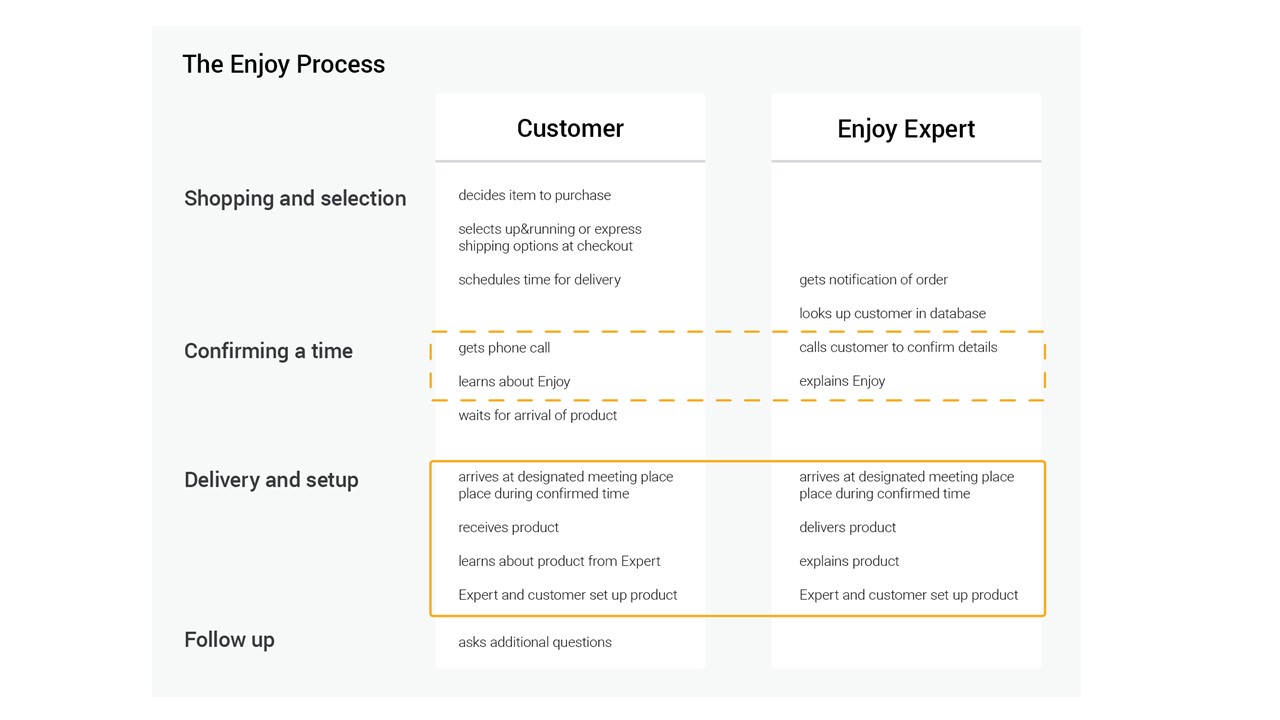 The Enjoy Process
Customer
Enjoy Expert
Shopping and selection
decides item to purchase
selects up&running or express
shipping options at checkout
schedules time for delivery
gets notification of order
looks up customer in database
Confirming a time
gets phone call
calls customer to confirm details
learns about Enjoy
explains Enjoy
waits for arrival of product
Delivery and setup
arrives at designated meeting place
place during confirmed time
arrives at designated meeting place
place during confirmed time
receives product
delivers product
learns about product from Expert
explains product
Expert and customer set up product
Expert and customer set up product
Follow up
asks additional questions